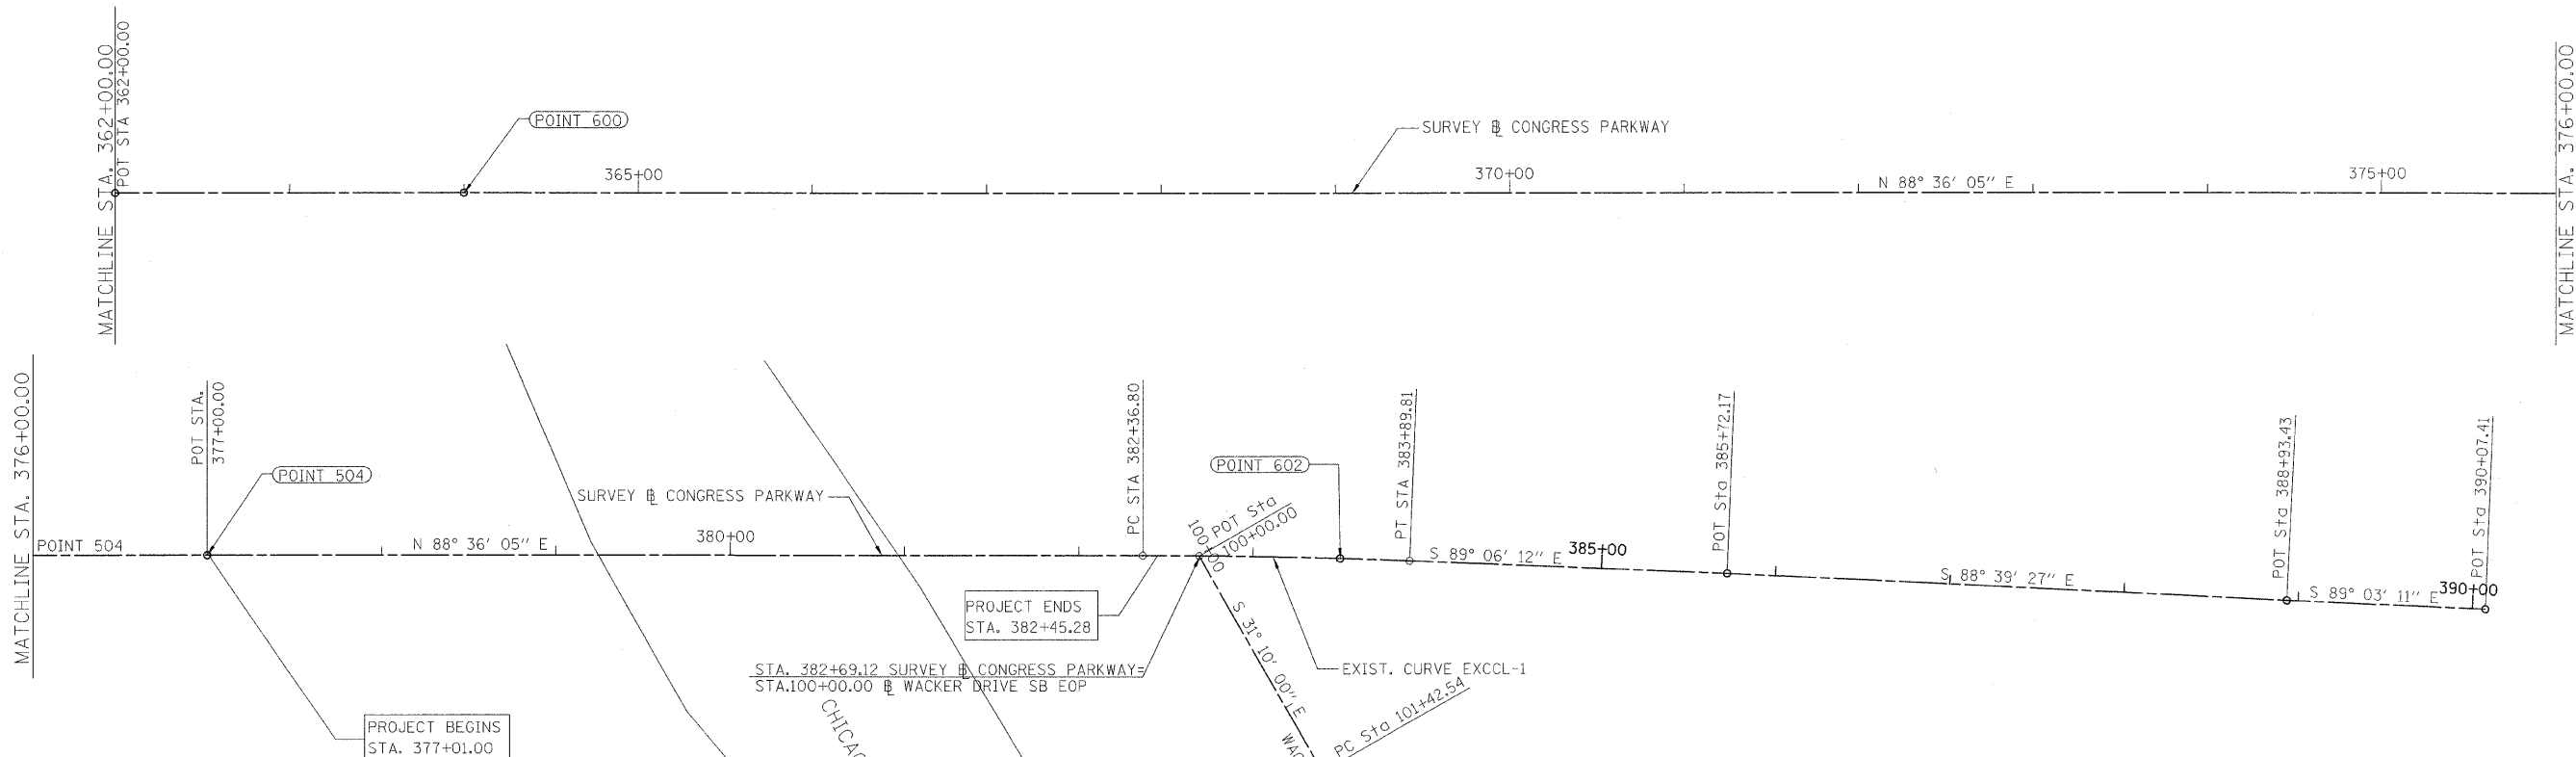 MATCHLINE STA. 362+00.00
POT STA 362+00.00
POINT 600
365+00
SURVEY ℄ CONGRESS PARKWAY
370+00
N 88° 36' 05" E
375+00
MATCHLINE STA. 376+00.00
MATCHLINE STA. 376+00.00
POINT 504
POT STA.
377+00.00
POINT 504
PROJECT BEGINS
STA. 377+01.00
N 88° 36' 05" E
SURVEY ℄ CONGRESS PARKWAY
380+00
PC STA 382+36.80
PROJECT ENDS
STA. 382+45.28
STA. 382+69.12 SURVEY ℄ CONGRESS PARKWAY=
STA.100+00.00 ℄ WACKER DRIVE SB EOP
100+00
POT Sta
100+00.00
POINT 602
PT STA 383+89.81
S 89° 06' 12" E
385+00
POT Sta 385+72.17
S 88° 39' 27" E
POT Sta 388+93.43
S 89° 03' 11" E
390+00
POT Sta 390+07.41
EXIST. CURVE EXCCL-1
S 31° 10' 00" E
PC Sta 101+42.54